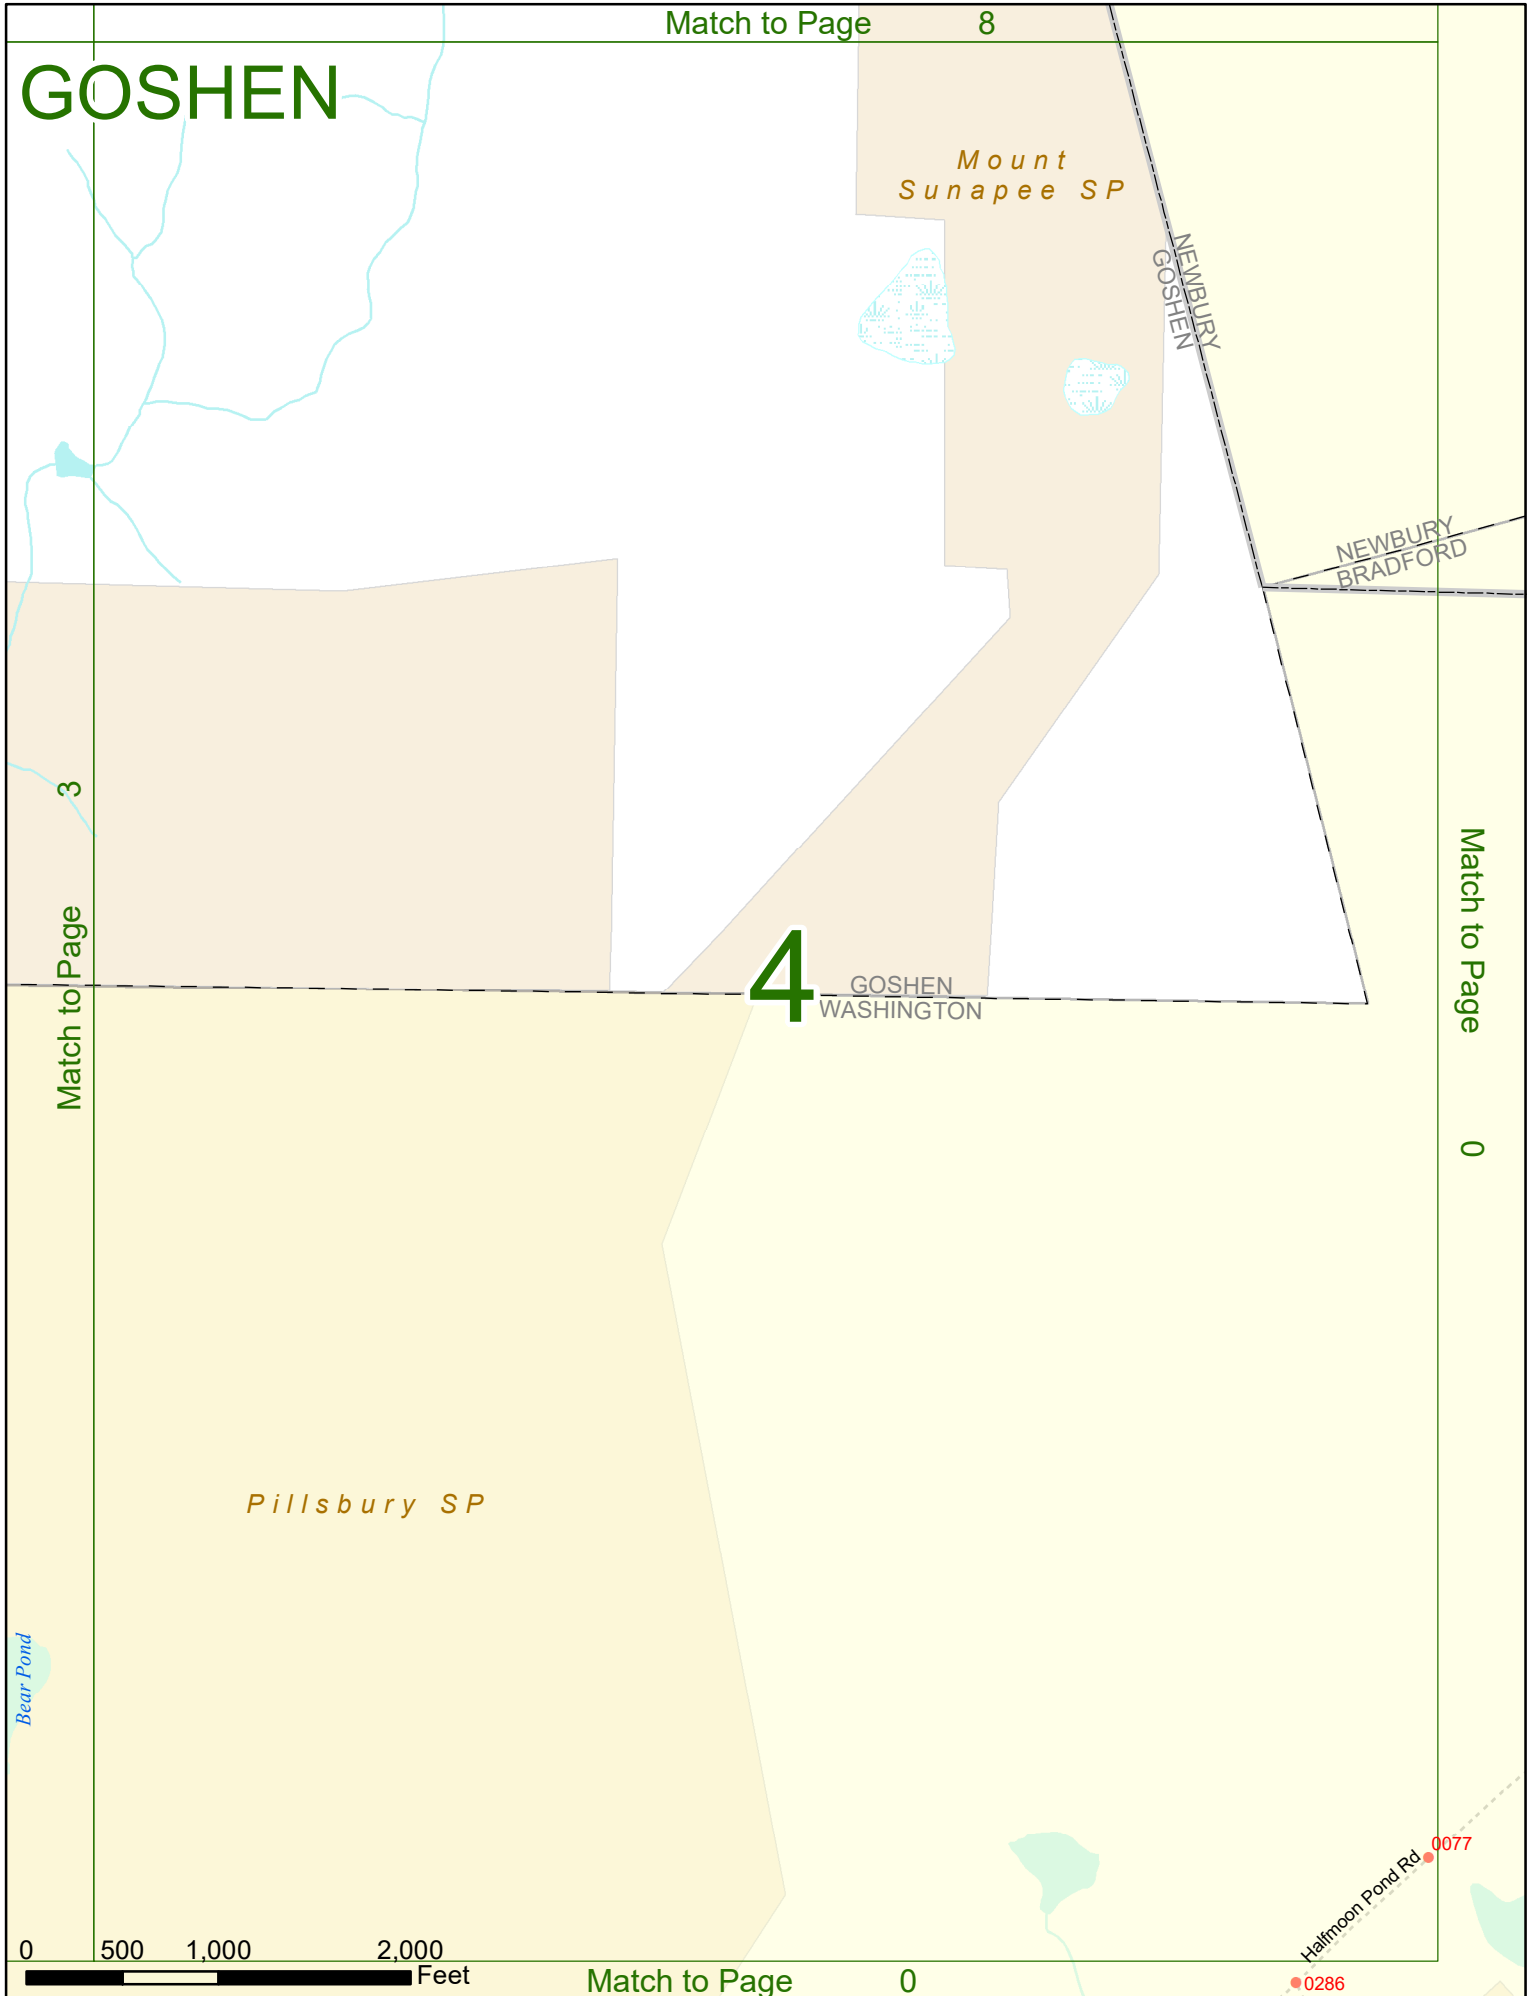 Match to Page 8
GOSHEN
Mount
Sunapee SP
NEWBURY
GOSHEN
NEWBURY
BRADFORD
Match to Page 3
Match to Page 0
4
GOSHEN
WASHINGTON
Pillsbury SP
Bear Pond
0077
Halfmoon Pond Rd
0286
0 500 1,000 2,000
Feet
Match to Page 0